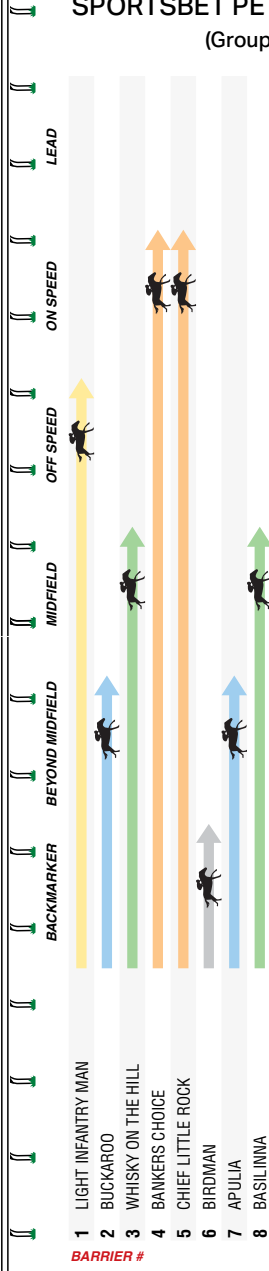 SPORTSBET PE
(Group
LEAD
ON SPEED
OFF SPEED
MIDFIELD
BEYOND MIDFIELD
BACKMARKER
1 LIGHT INFANTRY MAN
2 BUCKAROO
3 WHISKY ON THE HILL
4 BANKERS CHOICE
5 CHIEF LITTLE ROCK
6 BIRDMAN
7 APULIA
8 BASILINNA
BARRIER #